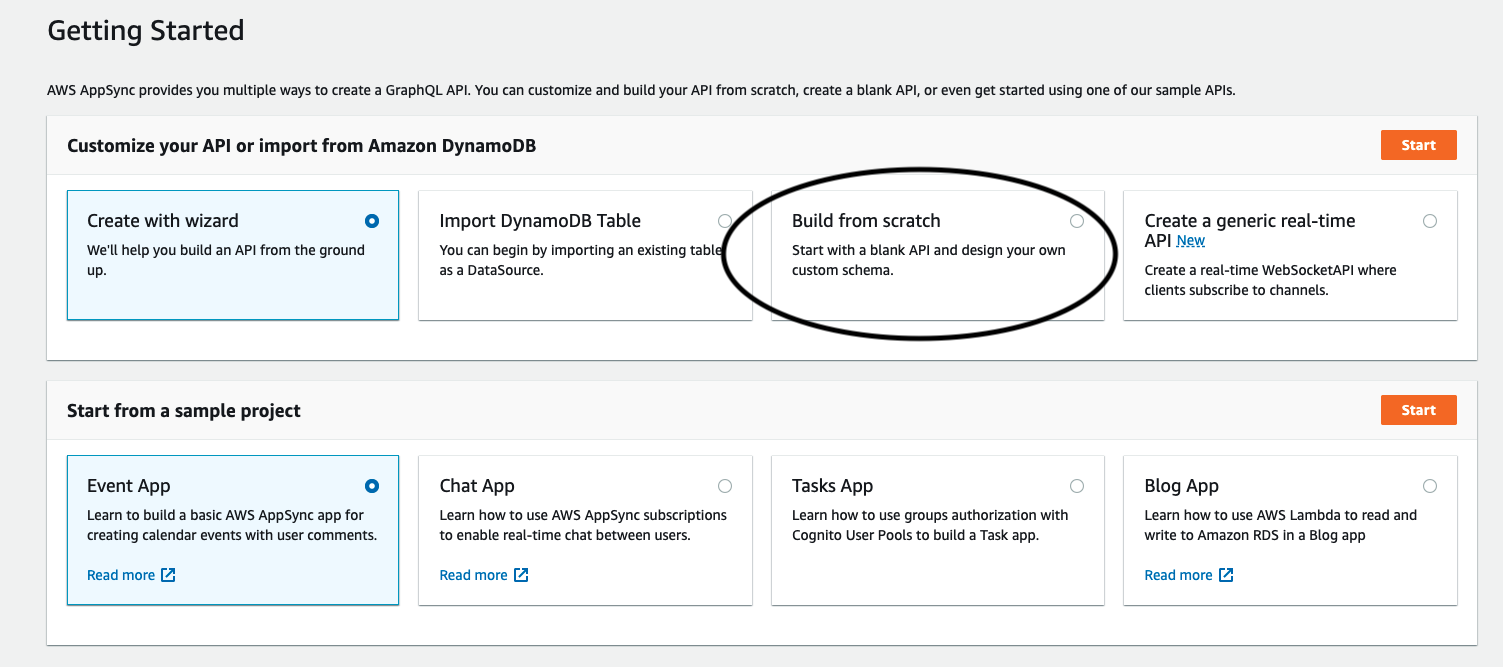 Getting Started
AWS AppSync provides you multiple ways to create a GraphQL API. You can customize and build your API from scratch, create a blank API, or even get started using one of our sample APIs.
Customize your API or import from Amazon DynamoDB
Start
Create with wizard
We'll help you build an API from the ground
up.
Import DynamoDB Table
You can begin by importing an existing table
as a DataSource.
Build from scratch
Start with a blank API and design your own
custom schema.
Create a generic real-time
API New
Create a real-time WebSocketAPI where
clients subscribe to channels.
Start from a sample project
Start
Event App
Learn to build a basic AWS AppSync app for
creating calendar events with user comments.
Read more
Chat App
Learn how to use AWS AppSync subscriptions
to enable real-time chat between users.
Read more
Tasks App
Learn how to use groups authorization with
Cognito User Pools to build a Task app.
Blog App
Learn how to use AWS Lambda to read and
write to Amazon RDS in a Blog app
Read more